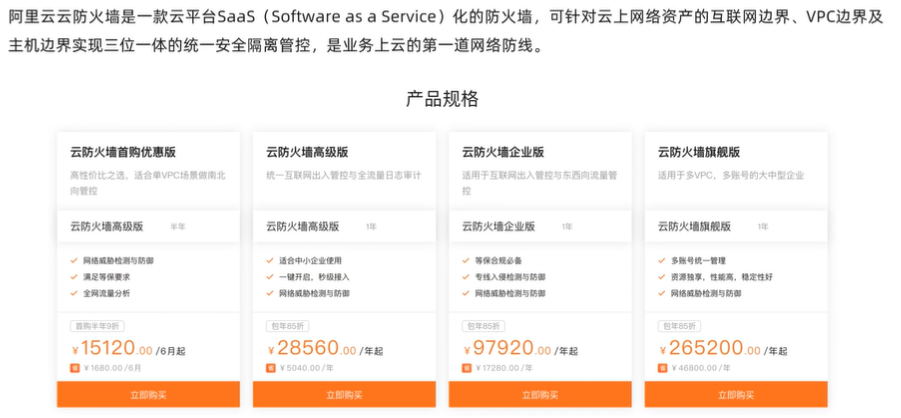 阿里云云防火墙是一款云平台SaaS（Software as a Service）化的防火墙，可针对云上网络资产的互联网边界、VPC边界及
主机边界实现三位一体的统一安全隔离管控，是业务上云的第一道网络防线。
产品规格
云防火墙首购优惠版
高性价比之选，适合单VPC场景做南北
向管控
云防火墙高级版 半年
网络威胁检测与防御
满足等保要求
全网流量分析
首购半年9折
¥15120.00 /6月起
省 ¥1680.00 /6月
立即购买
云防火墙高级版
统一互联网出入管控与全流量日志审计
云防火墙高级版 1年
适合中小企业使用
一键开启，秒级接入
网络威胁检测与防御
包年85折
¥28560.00 /年起
省 ¥5040.00 /年
立即购买
云防火墙企业版
适用于互联网出入管控与东西向流量管
控
云防火墙企业版 1年
等保合规必备
专线入侵检测与防御
网络威胁检测与防御
包年85折
¥97920.00 /年起
省 ¥17280.00 /年
立即购买
云防火墙旗舰版
适用于多VPC，多账号的大中型企业
云防火墙旗舰版 1年
多账号统一管理
资源独享，性能高，稳定性好
网络威胁检测与防御
包年85折
¥265200.00 /年起
省 ¥46800.00 /年
立即购买